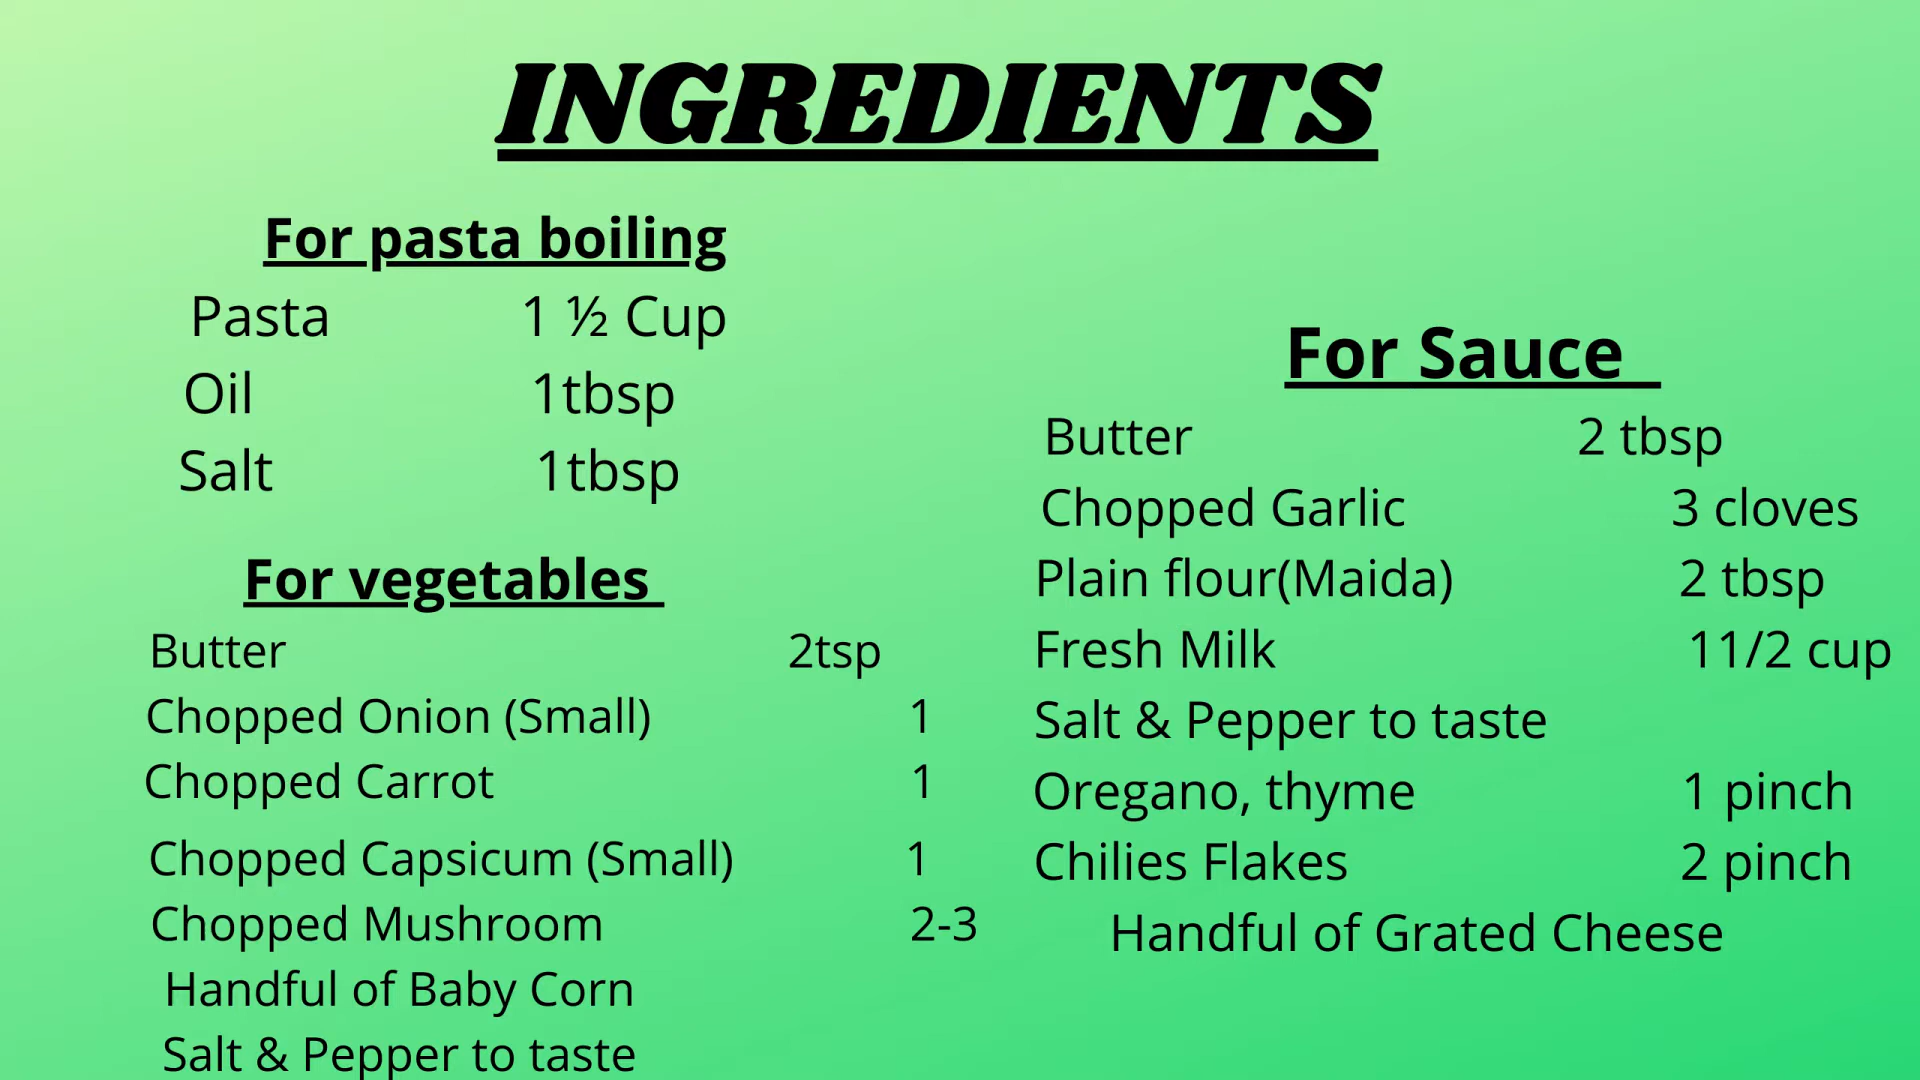 INGREDIENTS
For pasta boiling
Pasta 1 ½ Cup
Oil 1tbsp
Salt 1tbsp
For vegetables
Butter 2tsp
Chopped Onion (Small) 1
Chopped Carrot 1
Chopped Capsicum (Small) 1
Chopped Mushroom 2-3
Handful of Baby Corn
Salt & Pepper to taste
For Sauce
Butter 2 tbsp
Chopped Garlic 3 cloves
Plain flour(Maida) 2 tbsp
Fresh Milk 11/2 cup
Salt & Pepper to taste
Oregano, thyme 1 pinch
Chilies Flakes 2 pinch
Handful of Grated Cheese